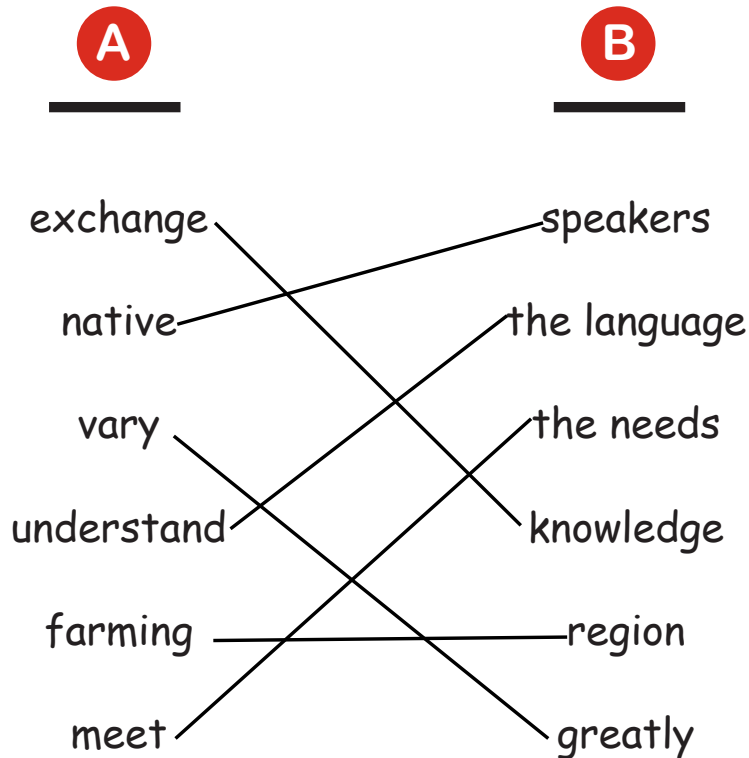 A B
exchange speakers
native the language
vary the needs
understand knowledge
farming region
meet greatly